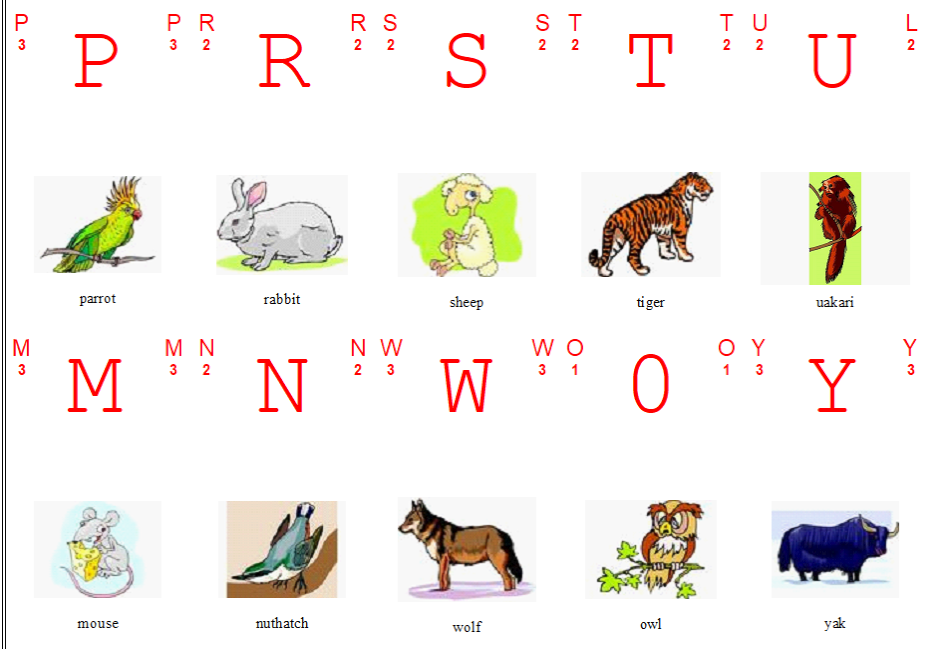 P P R R S S T T U L
3 3 2 2 2 2 2 2 2 2
P R S T U
parrot rabbit sheep tiger uakari
M M N N W W O O Y Y
3 3 2 2 3 3 1 1 3 3
M N W O Y
mouse nuthatch wolf owl yak